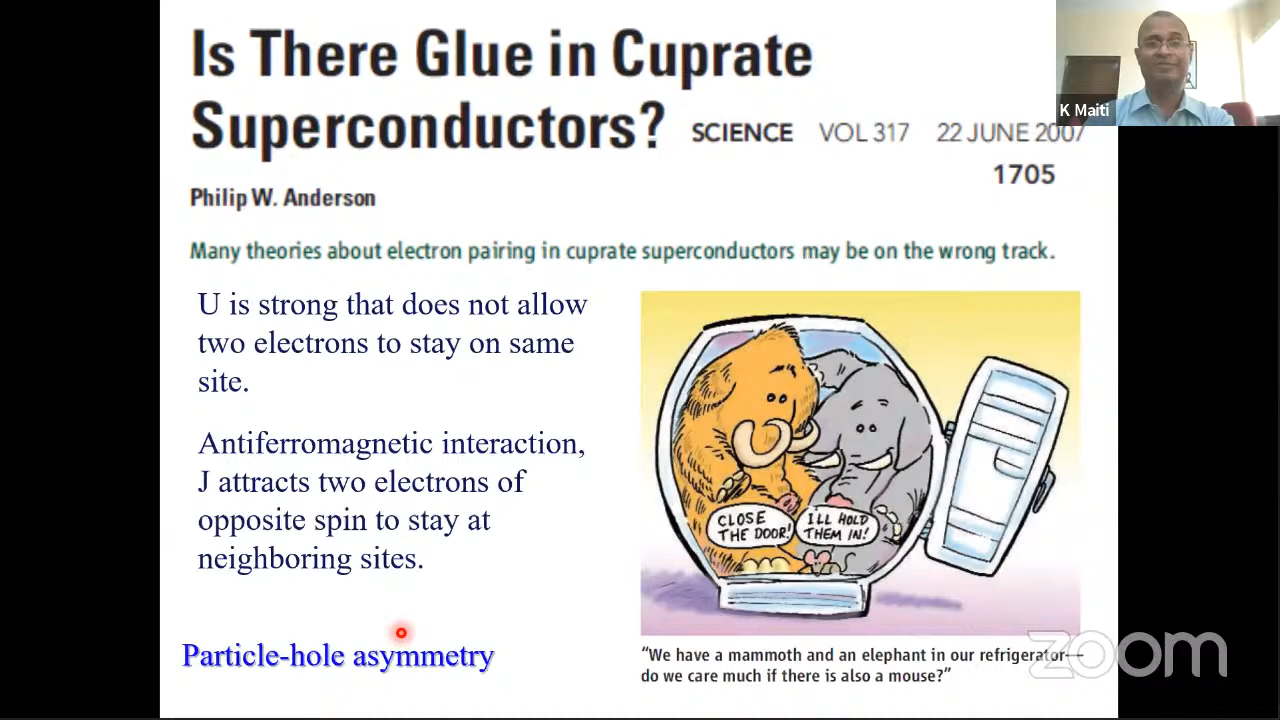 Is There Glue in Cuprate
Superconductors?
SCIENCE VOL 317 22 JUNE 2007
1705
K Maiti
Philip W. Anderson
Many theories about electron pairing in cuprate superconductors may be on the wrong track.
U is strong that does not allow
two electrons to stay on same
site.
Antiferromagnetic interaction,
J attracts two electrons of
opposite spin to stay at
neighboring sites.
Particle-hole asymmetry
CLOSE
THE DOOR!
I'LL HOLD
THEM IN!
“We have a mammoth and an elephant in our refrigerator—
do we care much if there is also a mouse?”
zoom